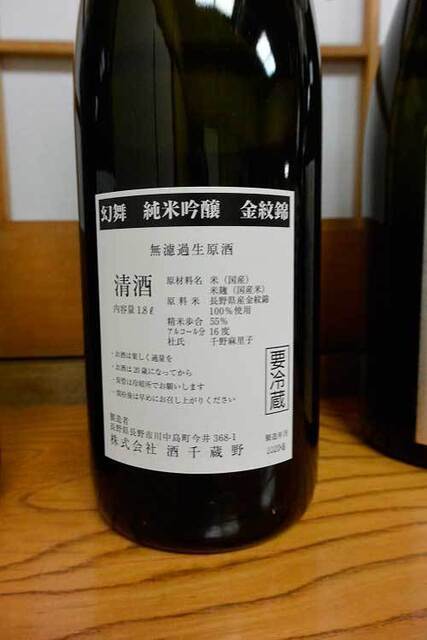 幻舞 純米吟醸 金紋錦
無濾過生原酒
清酒
内容量1.8ℓ
原材料名 米（国産）
米麹（国産米）
原料米 長野県産金紋錦
100%使用
精米歩合 55%
アルコール分 16度
杜氏 千野麻里子
・お酒は楽しく適量を
・お酒は20歳になってから
・保管は冷暗所でお願いします
・開栓後は早めにお召し上がりください
要冷蔵
製造者
長野県長野市川中島町今井368-1
株式会社 酒千蔵野
製造年月